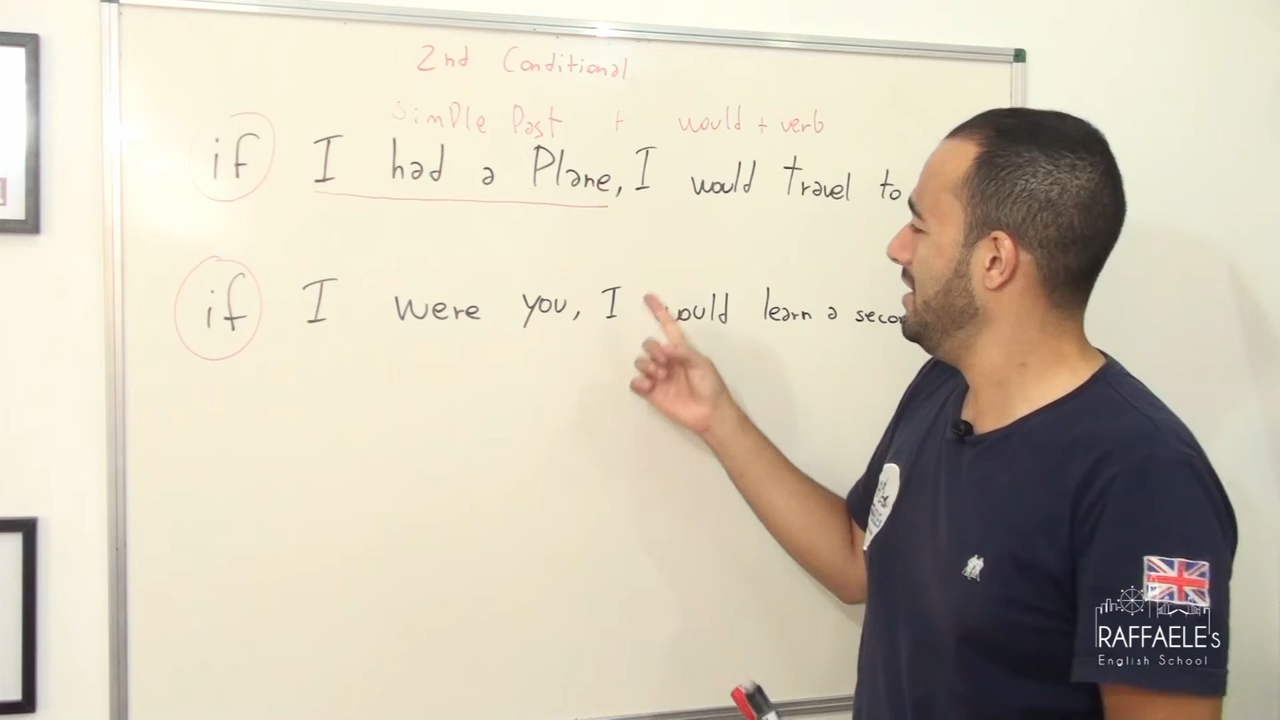 2nd Conditional
Simple Past + would + verb
if I had a Plane, I would travel to
if I were you, I would learn a
RAFFAELE's
English School